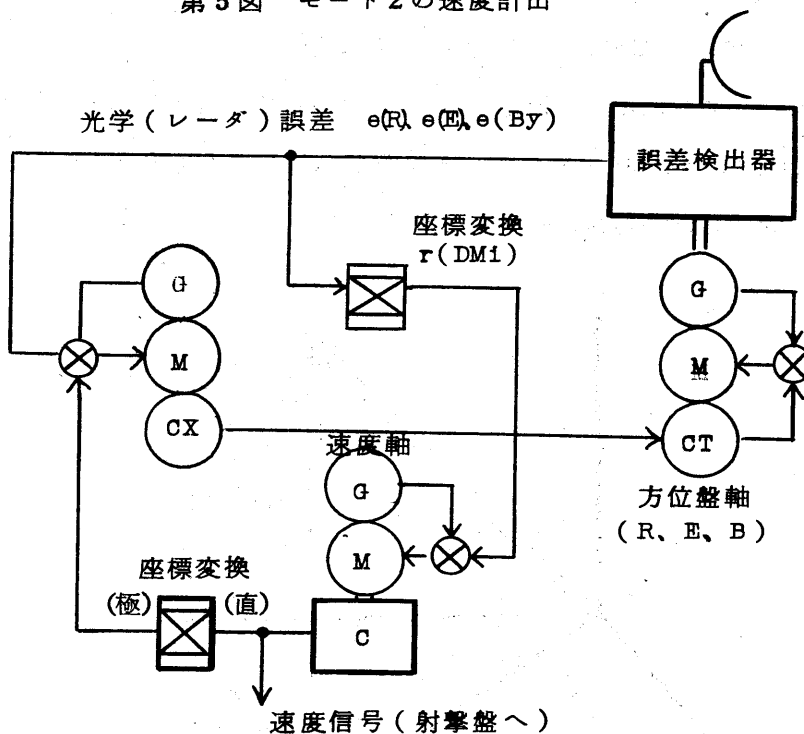 第5図 モード2の速度計出
光学(レーダ)誤差 e(R)、e(E)、e(By)
誤差検出器
座標変換
r(DMi)
G
M
CX
G
M
CT
方位盤軸
(R、E、B)
速度軸
G
M
C
座標変換
(極)
(直)
速度信号(射撃盤へ)